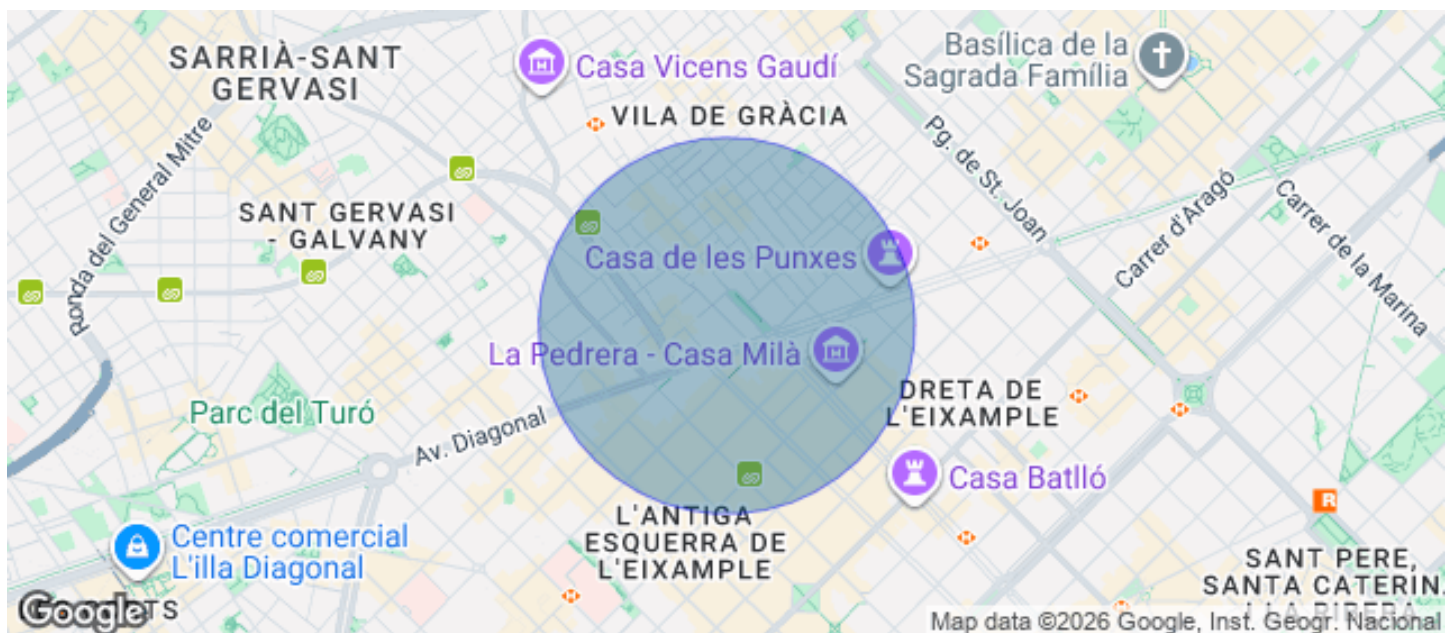 SARRIÀ-SANT
GERVASI
Casa Vicens Gaudí
Basílica de la
Sagrada Família
VILA DE GRÀCIA
Ronda del General Mitre
Pg. de St. Joan
Carrer d'Aragó
Carrer de la Marina
SANT GERVASI
- GALVANY
Casa de les Punxes
La Pedrera - Casa Milà
Parc del Turó
Av. Diagonal
DRETA DE
L'EIXAMPLE
Casa Batlló
L'ANTIGA
ESQUERRA DE
L'EIXAMPLE
Centre comercial
L'illa Diagonal
R
SANT PERE,
SANTA CATERIN
Google
Map data ©2026 Google, Inst. Geogr. Nacional